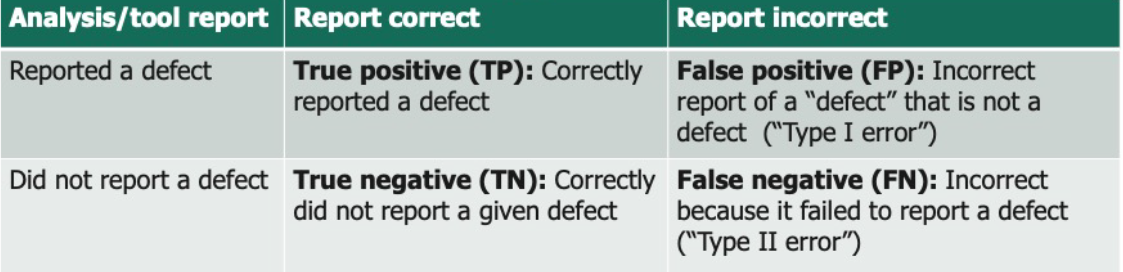 Analysis/tool report Report correct Report incorrect
Reported a defect
True positive (TP): Correctly
reported a defect
False positive (FP): Incorrect
report of a “defect” that is not a
defect (“Type I error”)
Did not report a defect
True negative (TN): Correctly
did not report a given defect
False negative (FN): Incorrect
because it failed to report a defect
(“Type II error”)